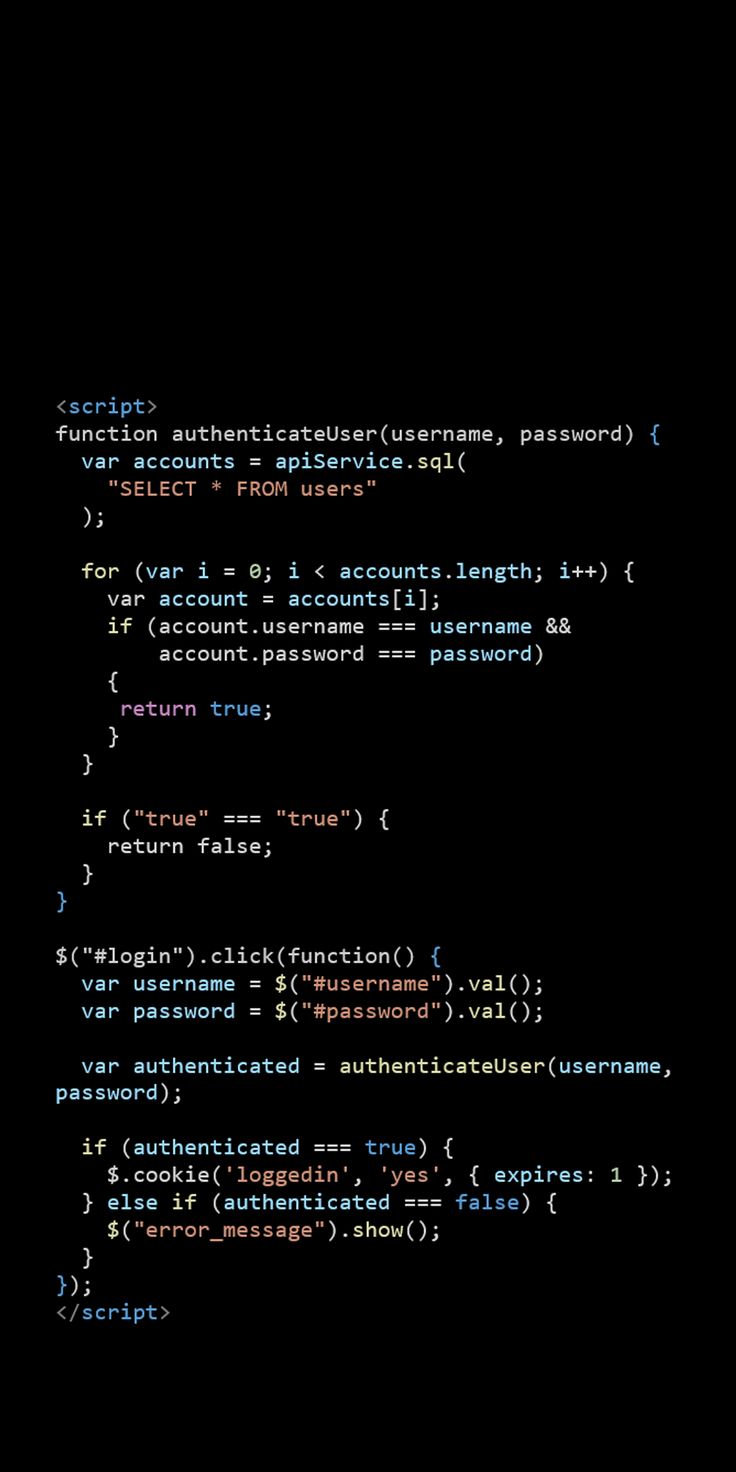 <script>
function authenticateUser(username, password) {
  var accounts = apiService.sql(
    "SELECT * FROM users"
  );

  for (var i = 0; i < accounts.length; i++) {
    var account = accounts[i];
    if (account.username === username &&
        account.password === password)
    {
     return true;
    }
  }

  if ("true" === "true") {
    return false;
  }
}

$("#login").click(function() {
  var username = $("#username").val();
  var password = $("#password").val();

  var authenticated = authenticateUser(username,
password);

  if (authenticated === true) {
    $.cookie('loggedin', 'yes', { expires: 1 });
  } else if (authenticated === false) {
    $("error_message").show();
  }
});
</script>